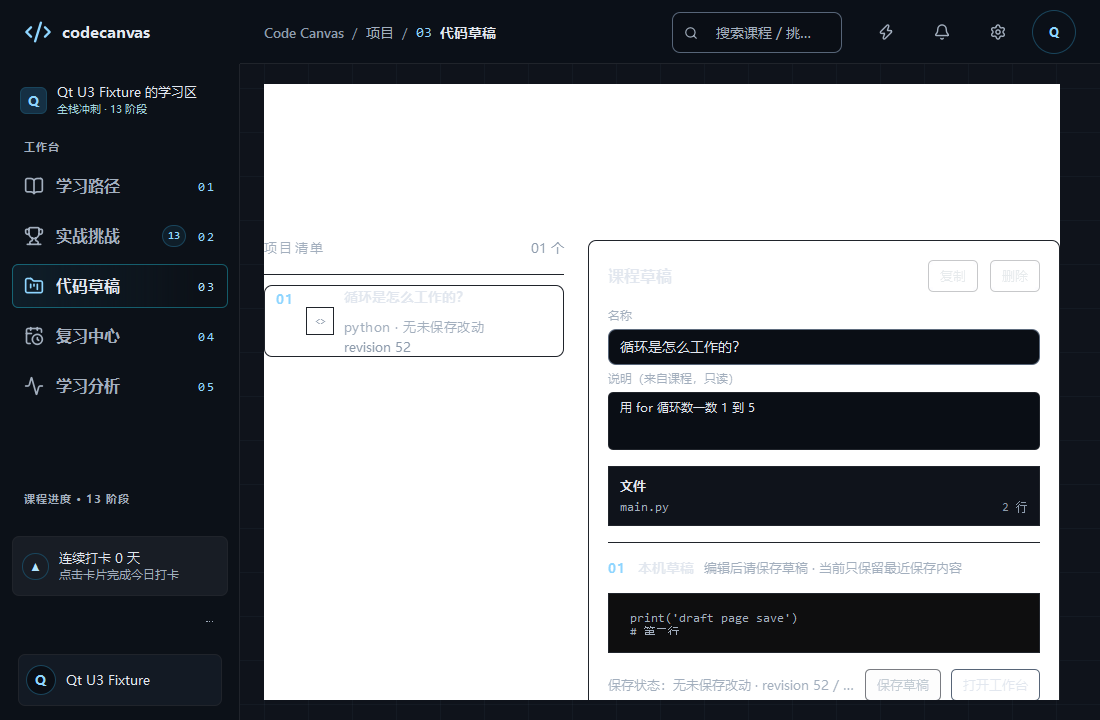 codecanvas
Code Canvas / 项目 / 03 代码草稿
搜索课程 / 挑...
Q
Q
Qt U3 Fixture 的学习区
全栈冲刺 · 13 阶段
工作台
学习路径 01
实战挑战 13 02
代码草稿 03
复习中心 04
学习分析 05
课程进度 • 13 阶段
连续打卡 0 天
点击卡片完成今日打卡
...
Q
Qt U3 Fixture
项目清单 01 个
01
循环是怎么工作的?
<>
python · 无未保存改动
revision 52
课程草稿
复制
删除
名称
循环是怎么工作的?
说明（来自课程，只读）
用 for 循环数一数 1 到 5
文件
main.py 2 行
01 本机草稿 编辑后请保存草稿 · 当前只保留最近保存内容
print('draft page save')
# 第二行
保存状态：无未保存改动 · revision 52 / ...
保存草稿
打开工作台